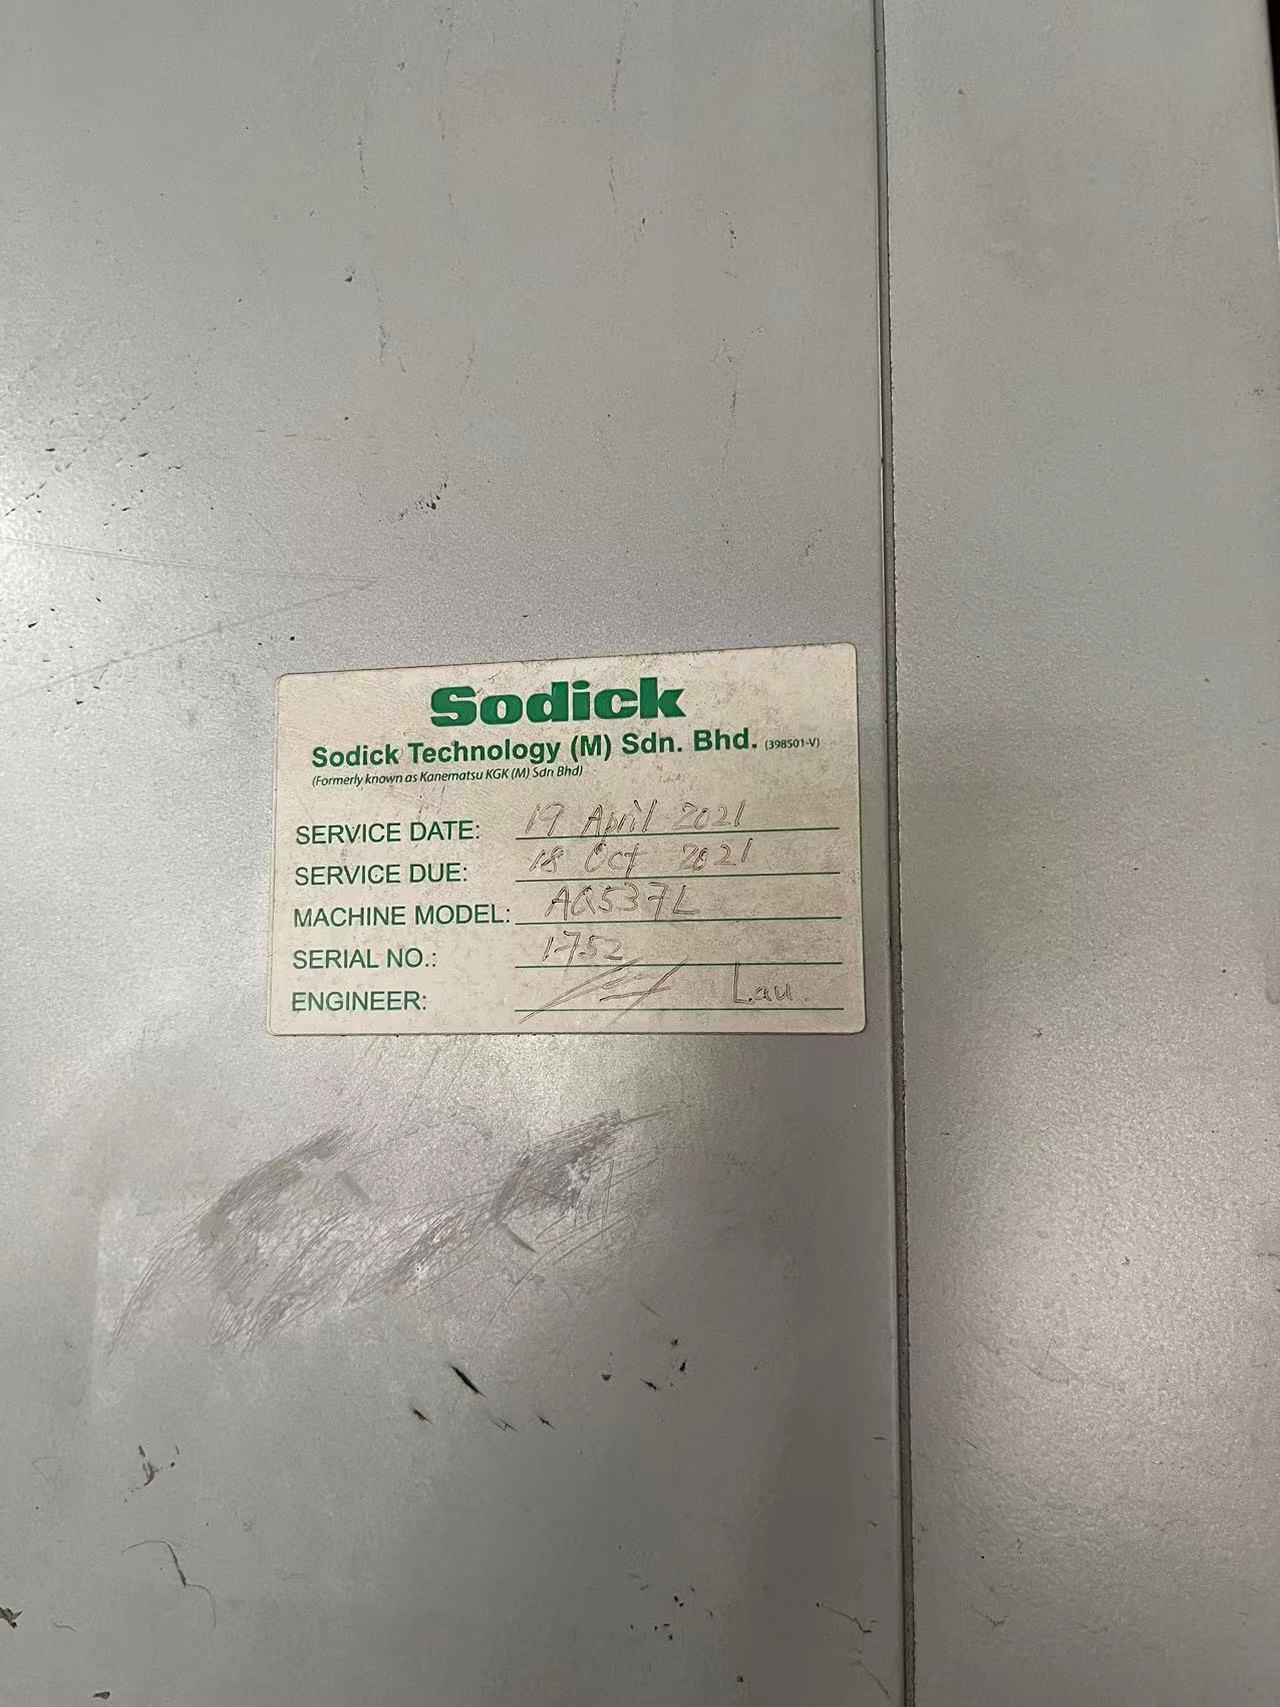 Sodick
Sodick Technology (M) Sdn. Bhd. (398501-V)
(Formerly known as Kanematsu KGK (M) Sdn Bhd)
SERVICE DATE: 19 April 2021
SERVICE DUE: 18 Oct 2021
MACHINE MODEL: AQ537L
SERIAL NO.: 1752
ENGINEER: Lau